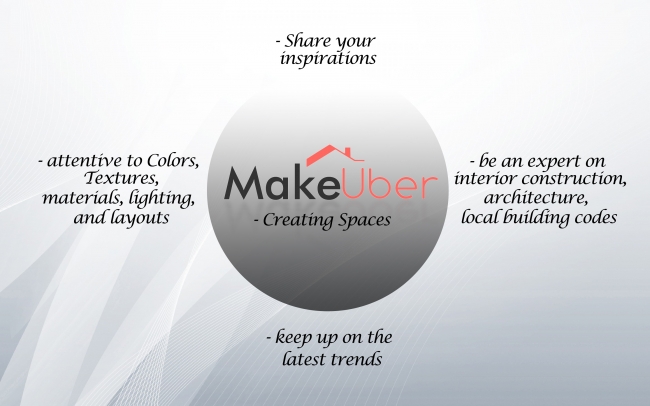 - Share your
inspirations
- attentive to Colors,
Textures,
materials, lighting,
and layouts
MakeUber
- Creating Spaces
- be an expert on
interior construction,
architecture,
local building codes
- keep up on the
latest trends